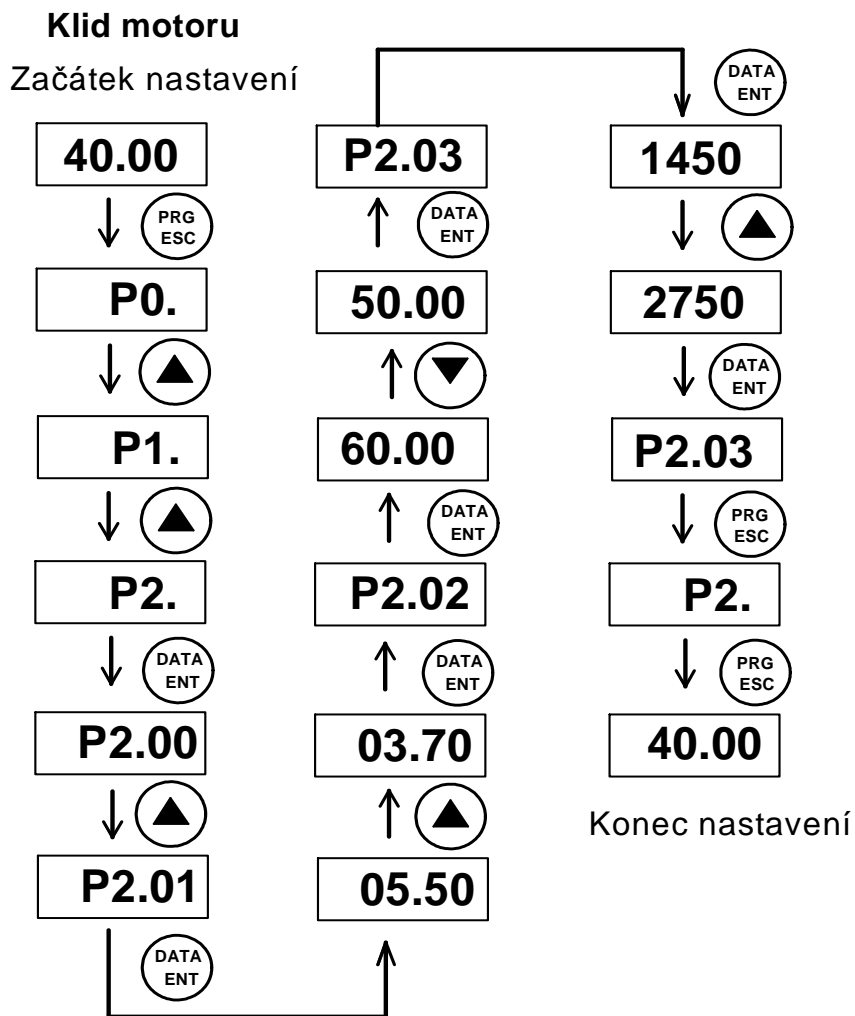 Klid motoru
Začátek nastavení
40.00
PRG
ESC
P0.
P1.
P2.
DATA
ENT
P2.00
P2.01
DATA
ENT
05.50
03.70
DATA
ENT
P2.02
DATA
ENT
60.00
50.00
DATA
ENT
P2.03
DATA
ENT
1450
2750
DATA
ENT
P2.03
PRG
ESC
P2.
PRG
ESC
40.00
Konec nastavení